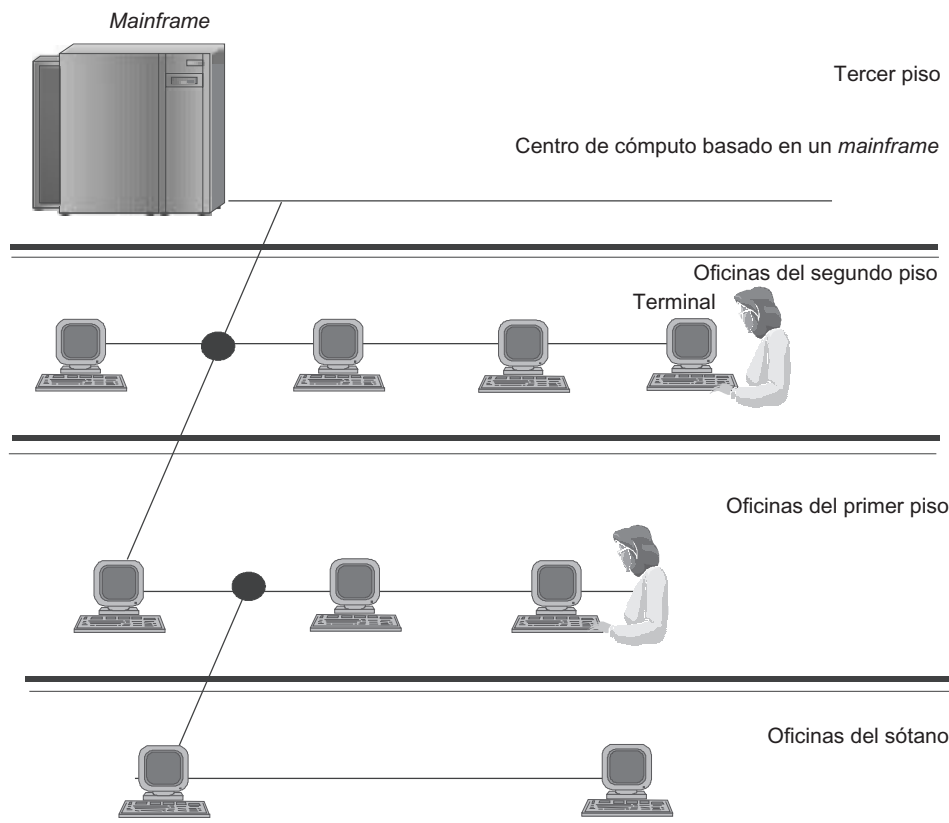 Mainframe
Tercer piso
Centro de cómputo basado en un mainframe
Oficinas del segundo piso
Terminal
Oficinas del primer piso
Oficinas del sótano